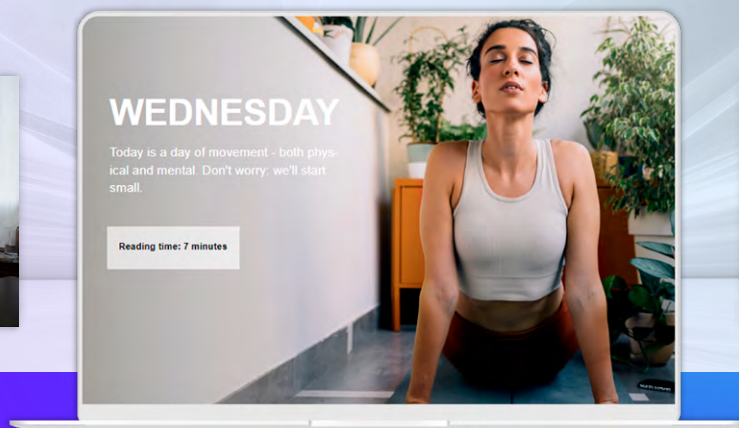 WEDNESDAY
Today is a day of movement - both phys-
ical and mental. Don't worry: we'll start
small.
Reading time: 7 minutes